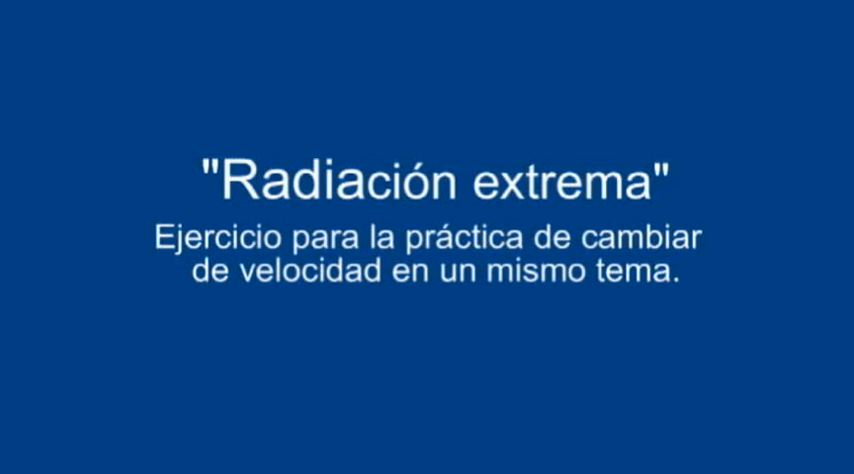 "Radiación extrema"
Ejercicio para la práctica de cambiar
de velocidad en un mismo tema.